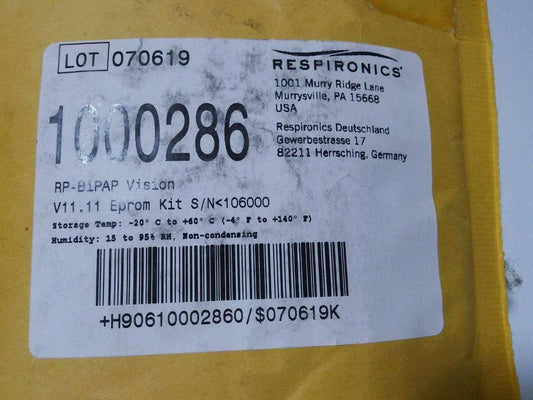 LOT 070619
RESPIRONICS®
1001 Murry Ridge Lane
Murrysville, PA 15668
USA
Respironics Deutschland
Gewerbestrasse 17
82211 Herrsching, Germany
1000286
RP-BiPAP Vision
V11.11 Eprom Kit S/N<106000
Storage Temp: -20° C to +60° C (-4° F to +140° F)
Humidity: 15 to 95% RH, Non-condensing
+H90610002860/$070619K